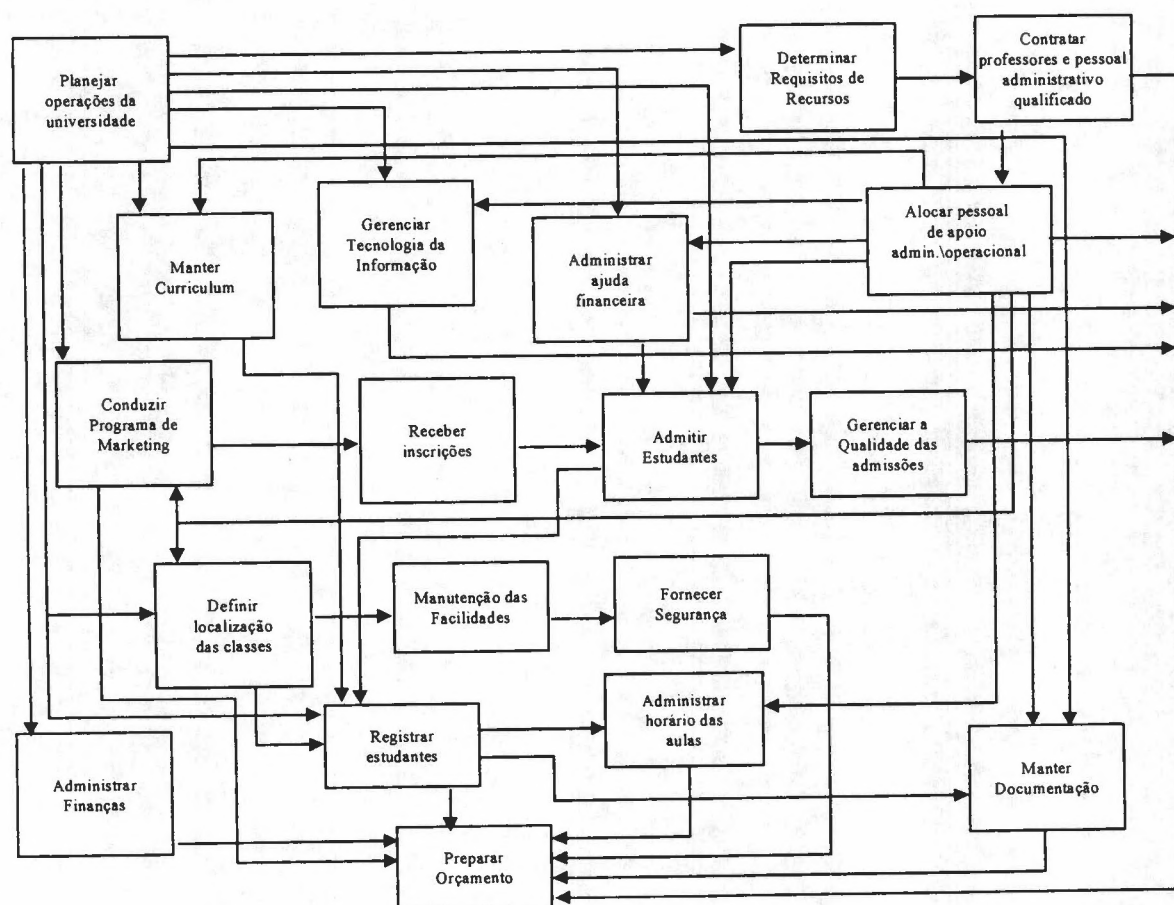 Planejar
operações da
universidade
Determinar
Requisitos de
Recursos
Contratar
professores e pessoal
administrativo
qualificado
Manter
Curriculum
Gerenciar
Tecnologia da
Informação
Administrar
ajuda
financeira
Alocar pessoal
de apoio
admin.\operacional
Conduzir
Programa de
Marketing
Receber
inscrições
Admitir
Estudantes
Gerenciar a
Qualidade das
admissões
Definir
localização
das classes
Manutenção das
Facilidades
Fornecer
Segurança
Administrar
Finanças
Registrar
estudantes
Administrar
horário das
aulas
Manter
Documentação
Preparar
Orçamento